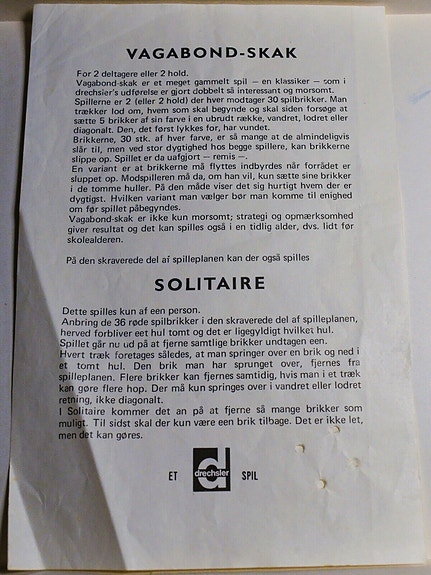 VAGABOND-SKAK
For 2 deltagere eller 2 hold.
Vagabond-skak er et meget gammelt spil — en klassiker — som i
drechsler's udførelse er gjort dobbelt så interessant og morsomt.
Spillerne er 2 (eller 2 hold) der hver modtager 30 spilbrikker. Man
trækker lod om, hvem som skal begynde og skal siden forsøge at
sætte 5 brikker af sin farve i en ubrudt række, vandret, lodret eller
diagonalt. Den, det først lykkes for, har vundet.
Brikkerne, 30 stk. af hver farve, er så mange at de almindeligvis
slår til, men ved stor dygtighed hos begge spillere, kan brikkerne
slippe op. Spillet er da uafgjort — remis —.
En variant er at brikkerne må flyttes indbyrdes når forrådet er
sluppet op. Modspilleren må da, om han vil, kun sætte sine brikker
i de tomme huller. På den måde viser det sig hurtigt hvem der er
dygtigst. Hvilken variant man vælger bør man komme til enighed
om før spillet påbegyndes.
Vagabond-skak er ikke kun morsomt; strategi og opmærksomhed
giver resultat og det kan spilles også i en tidlig alder, dvs. lidt før
skolealderen.
På den skraverede del af spilleplanen kan der også spilles
SOLITAIRE
Dette spilles kun af een person.
Anbring de 36 røde spilbrikker i den skraverede del af spilleplanen,
herved forbliver eet hul tomt og det er ligegyldigt hvilket hul.
Spillet går nu ud på at fjerne samtlige brikker undtagen een.
Hvert træk foretages således, at man springer over en brik og ned i
et tomt hul. Den brik man har sprunget over, fjernes fra
spilleplanen. Flere brikker kan fjernes samtidig, hvis man i et træk
kan gøre flere hop. Der må kun springes over i vandret eller lodret
retning, ikke diagonalt.
I Solitaire kommer det an på at fjerne så mange brikker som
muligt. Til sidst skal der kun være een brik tilbage. Det er ikke let,
men det kan gøres.
ET drechsler SPIL